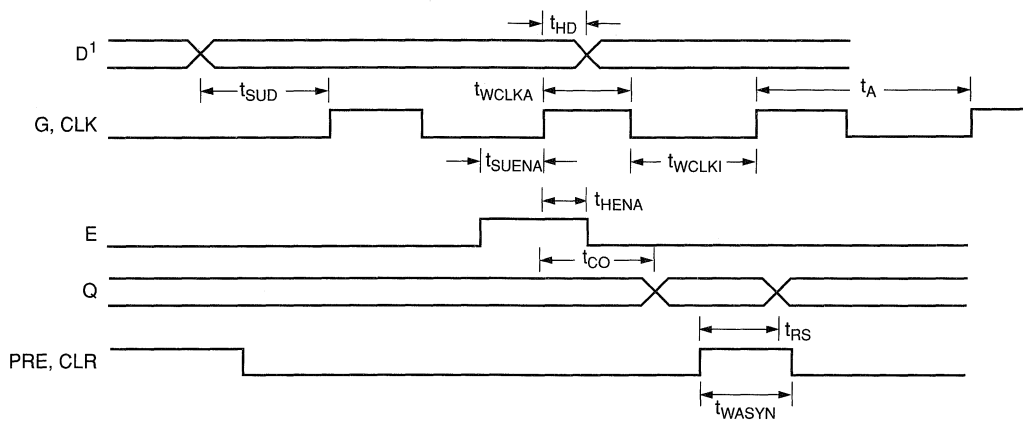 tHD
D1
tSUD
tWCLKA
tA
G, CLK
tSUENA
tWCLKI
tHENA
E
tCO
Q
tRS
PRE, CLR
tWASYN